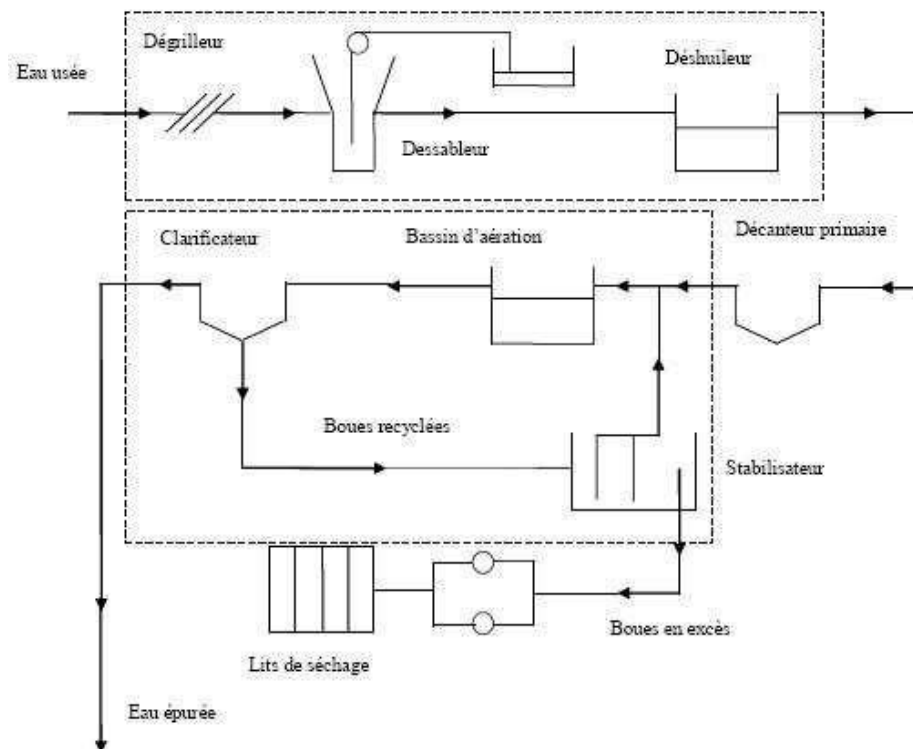 Dégrilleur
Eau usée
Déshuileur
Dessableur
Clarificateur
Bassin d'aération
Décanteur primaire
Boues recyclées
Stabilisateur
Boues en excès
Lits de séchage
Eau épurée